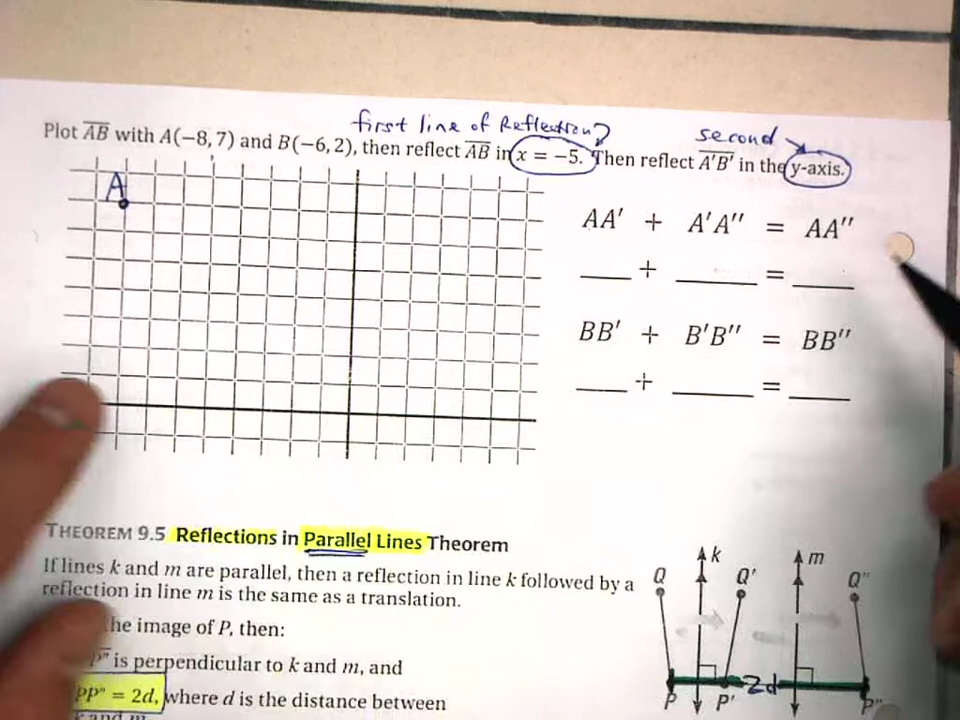 first line of Reflection?
second
Plot AB with A(−8, 7) and B(−6, 2), then reflect AB in x = −5. Then reflect A′B′ in the y-axis.
A
AA′ + A′A″ = AA″
___ + ___ = ___
BB′ + B′B″ = BB″
___ + ___ = ___
THEOREM 9.5 Reflections in Parallel Lines Theorem
If lines k and m are parallel, then a reflection in line k followed by a
reflection in line m is the same as a translation.
the image of P, then:
P″ is perpendicular to k and m, and
PP″ = 2d, where d is the distance between
k and m
k m
Q Q′ Q″
2d
P P′ P″